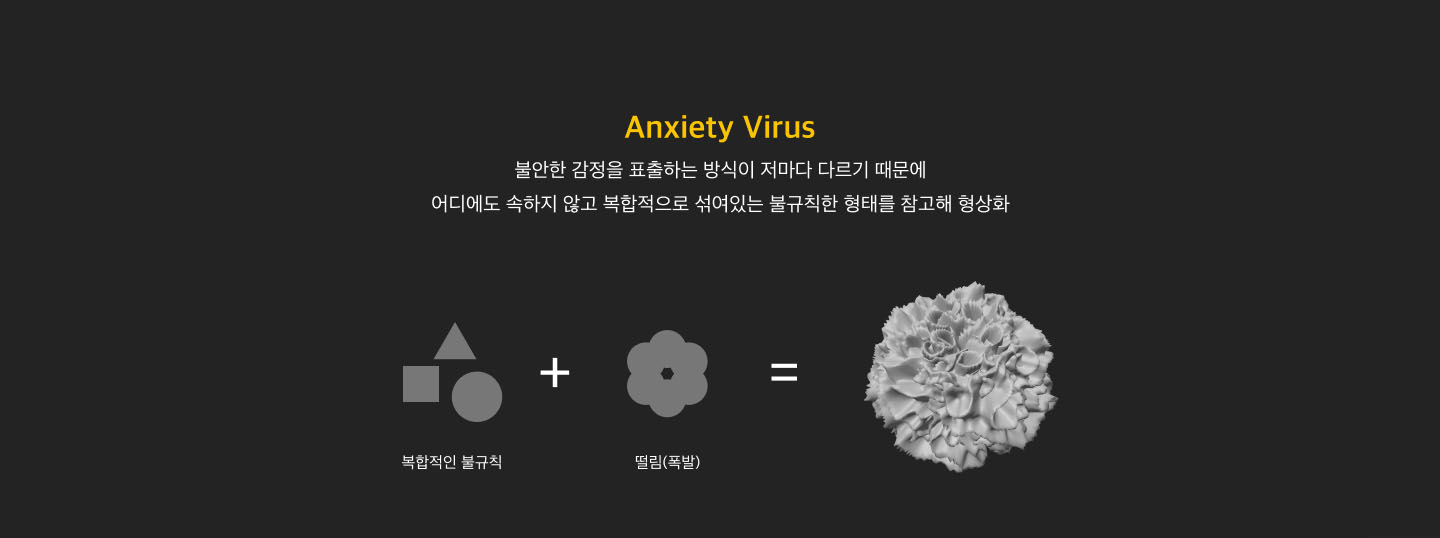 Anxiety Virus
불안한 감정을 표출하는 방식이 저마다 다르기 때문에
어디에도 속하지 않고 복합적으로 섞여있는 불규칙한 형태를 참고해 형상화
+
=
복합적인 불규칙
떨림(폭발)